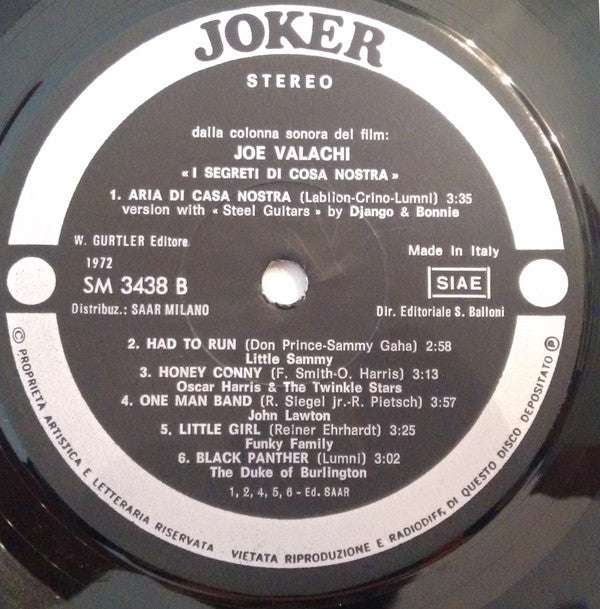 JOKER
STEREO
dalla colonna sonora del film:
JOE VALACHI
« I SEGRETI DI COSA NOSTRA »
1. ARIA DI CASA NOSTRA (Lablion-Crino-Lumni) 3:35
version with « Steel Guitars » by Django & Bonnie
W. GURTLER Editore
1972
SM 3438 B
Distribuz.: SAAR MILANO
Made in Italy
SIAE
Dir. Editoriale S. Balloni
2. HAD TO RUN (Don Prince-Sammy Gaha) 2:58
Little Sammy
3. HONEY CONNY (F. Smith-O. Harris) 3:13
Oscar Harris & The Twinkle Stars
4. ONE MAN BAND (R. Siegel jr.-R. Pietsch) 3:57
John Lawton
5. LITTLE GIRL (Reiner Ehrhardt) 3:25
Funky Family
6. BLACK PANTHER (Lumni) 3:02
The Duke of Burlington
1, 2, 4, 5, 6 - Ed. SAAR
© PROPRIETÀ ARTISTICA E LETTERARIA RISERVATA · VIETATA RIPRODUZIONE E RADIODIFF. DI QUESTO DISCO DEPOSITATO ℗